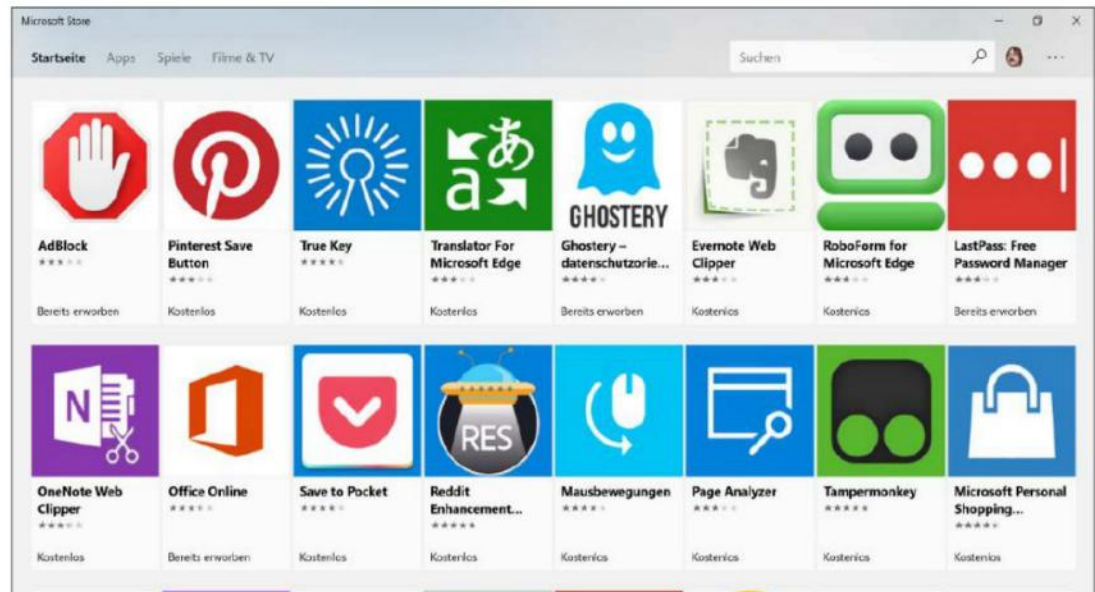 Microsoft Store
Startseite Apps Spiele Filme & TV Suchen
a あ
GHOSTERY
AdBlock
Pinterest Save
Button
True Key
Translator For
Microsoft Edge
Ghostery –
datenschutzorie...
Evernote Web
Clipper
RoboForm for
Microsoft Edge
LastPass: Free
Password Manager
Bereits erworben Kostenlos Kostenlos Kostenlos Bereits erworben Kostenlos Kostenlos Bereits erworben
N
RES
OneNote Web
Clipper
Office Online
Save to Pocket
Reddit
Enhancement...
Mausbewegungen
Page Analyzer
Tampermonkey
Microsoft Personal
Shopping...
Kostenlos Bereits erworben Kostenlos Kostenlos Kostenlos Kostenlos Kostenlos Kostenlos